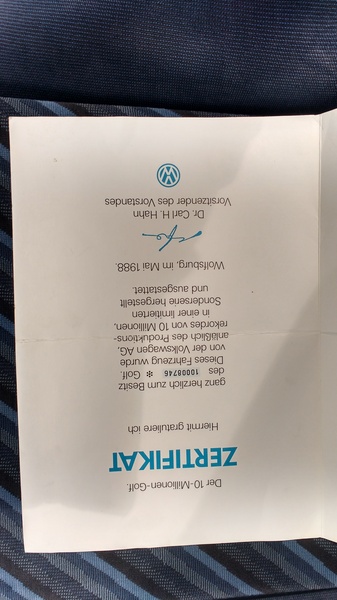 Der 10-Millionen-Golf.
ZERTIFIKAT
Hiermit gratuliere ich
ganz herzlich zum Besitz
des 10008746 * Golf.
Dieses Fahrzeug wurde
von der Volkswagen AG,
anläßlich des Produktions-
rekordes von 10 Millionen,
in einer limitierten
Sonderserie hergestellt
und ausgestattet.
Wolfsburg, im Mai 1988.
Dr. Carl H. Hahn
Vorsitzender des Vorstandes
VW